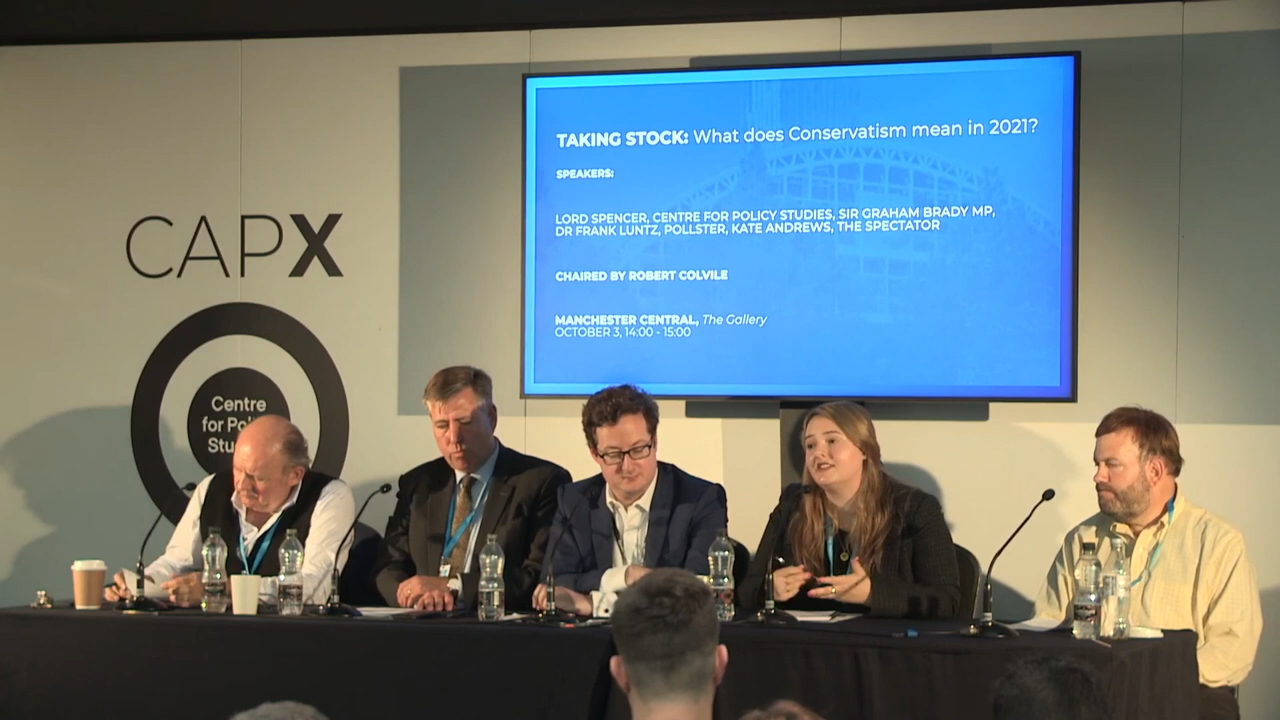 TAKING STOCK: What does Conservatism mean in 2021?
SPEAKERS:
LORD SPENCER, CENTRE FOR POLICY STUDIES, SIR GRAHAM BRADY MP,
DR FRANK LUNTZ, POLLSTER, KATE ANDREWS, THE SPECTATOR
CHAIRED BY ROBERT COLVILE
MANCHESTER CENTRAL, The Gallery
OCTOBER 3, 14:00 - 15:00
CAPX
Centre
for Poli
Stu